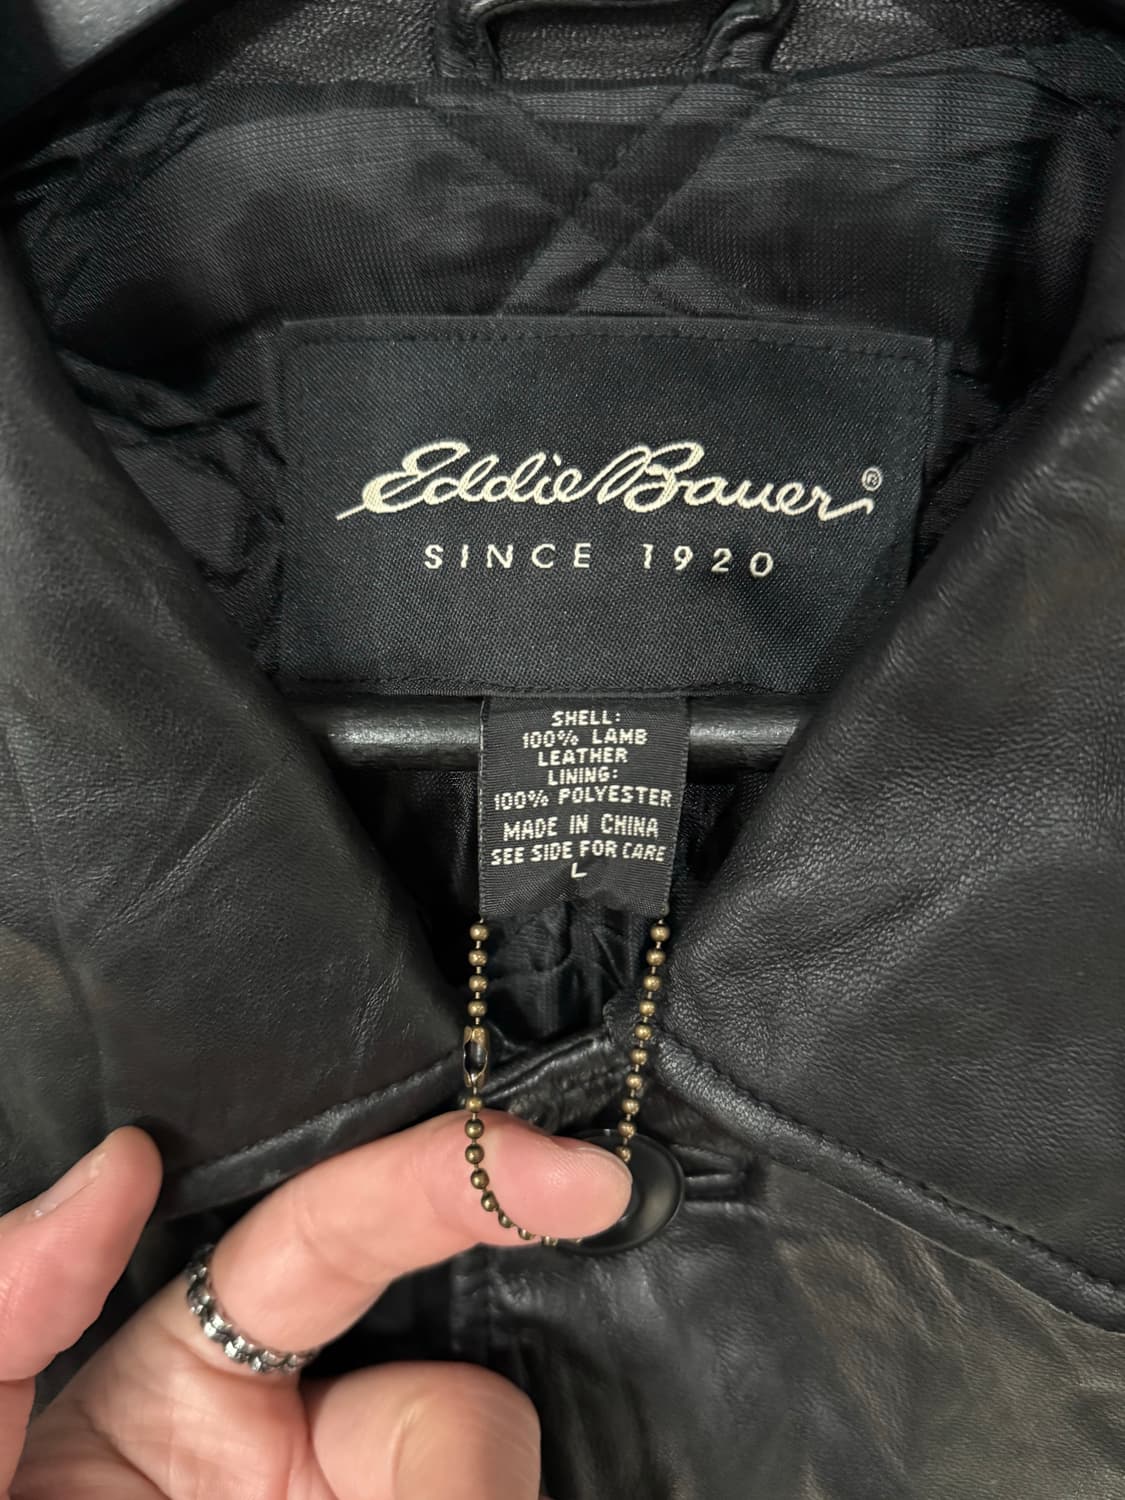 Eddie Bauer®
SINCE 1920
SHELL:
100% LAMB
LEATHER
LINING:
100% POLYESTER
MADE IN CHINA
SEE SIDE FOR CARE
L